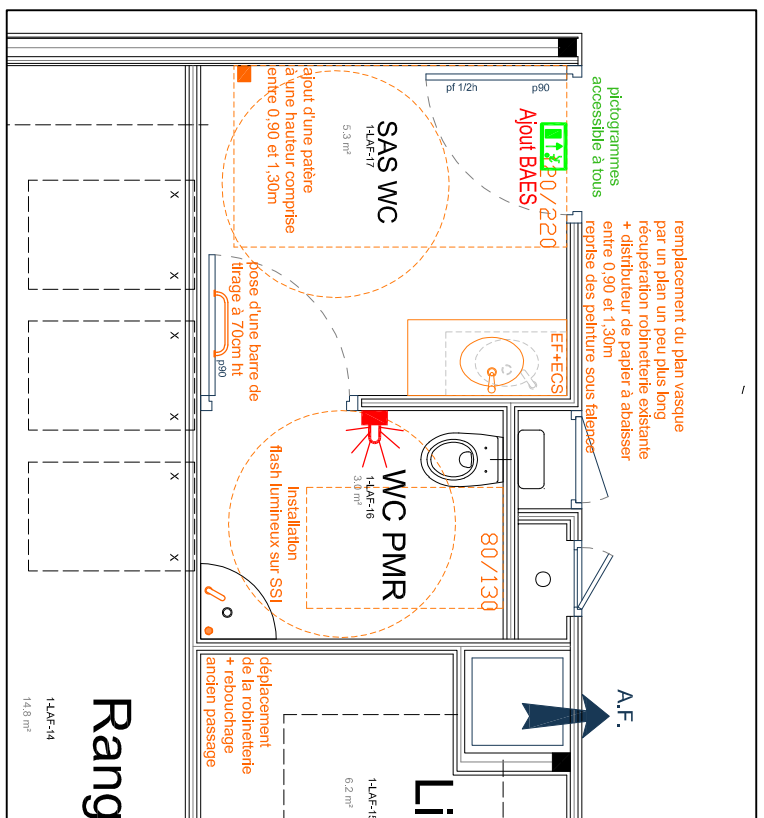 pictogrammes
accessible à tous
pf 1/2h
p90
Ajout BAES
120/220
ajout d'une patère
à une hauteur comprise
entre 0,90 et 1,30m
SAS WC
1-LAF-17
5.3 m²
remplacement du plan vasque
par un plan un peu plus long
récupération robinetterie existante
+ distributeur de papier à abaisser
entre 0,90 et 1,30m
reprise des peinture sous faience
EF+ECS
pose d'une barre de
tirage à 70cm ht
p90
x
x
x
x
x
x
WC PMR
1-LAF-16
3.0 m²
80/130
Installation
flash lumineux sur SSI
déplacement
de la robinetterie
+ rebouchage
ancien passage
A.F.
Rang
1-LAF-14
14.8 m²
Li
1-LAF-15
6.2 m²